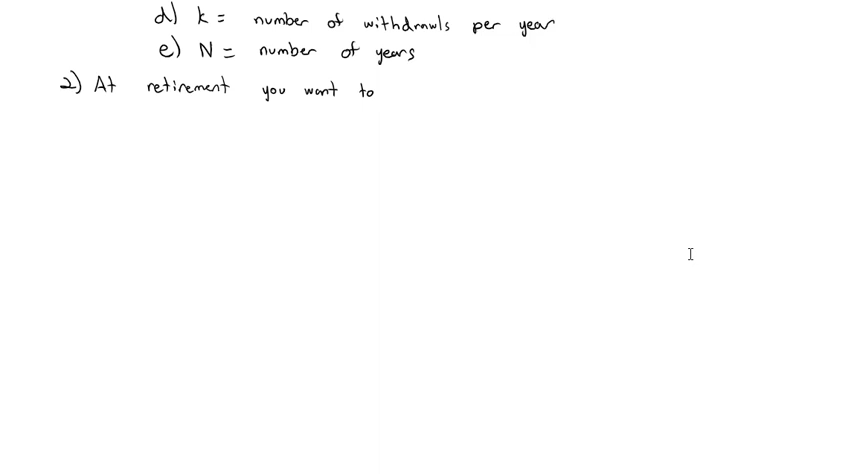 d) k = number of withdrawls per year
e) N = number of years
2) At retirement you want to